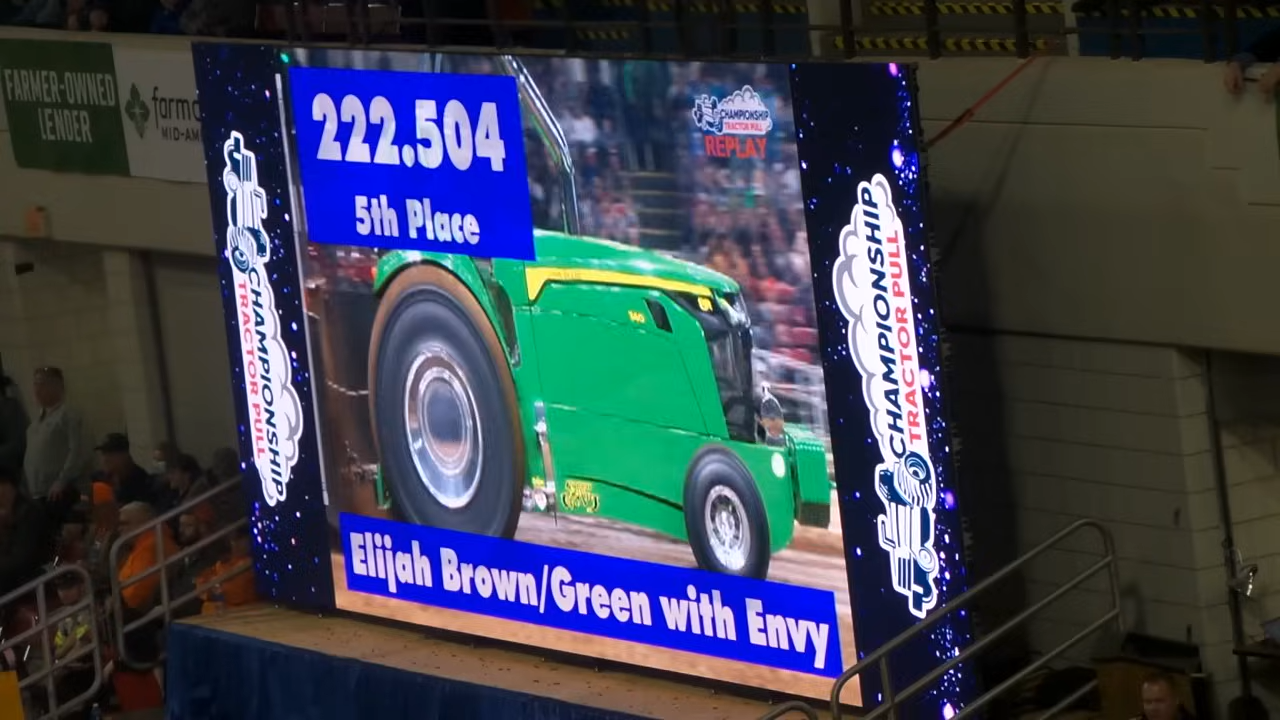 FARMER-OWNED
LENDER
farm
MID-AM
222.504
5th Place
CHAMPIONSHIP
TRACTOR PULL
REPLAY
CHAMPIONSHIP
TRACTOR PULL
CHAMPIONSHIP
TRACTOR PULL
Elijah Brown/Green with Envy